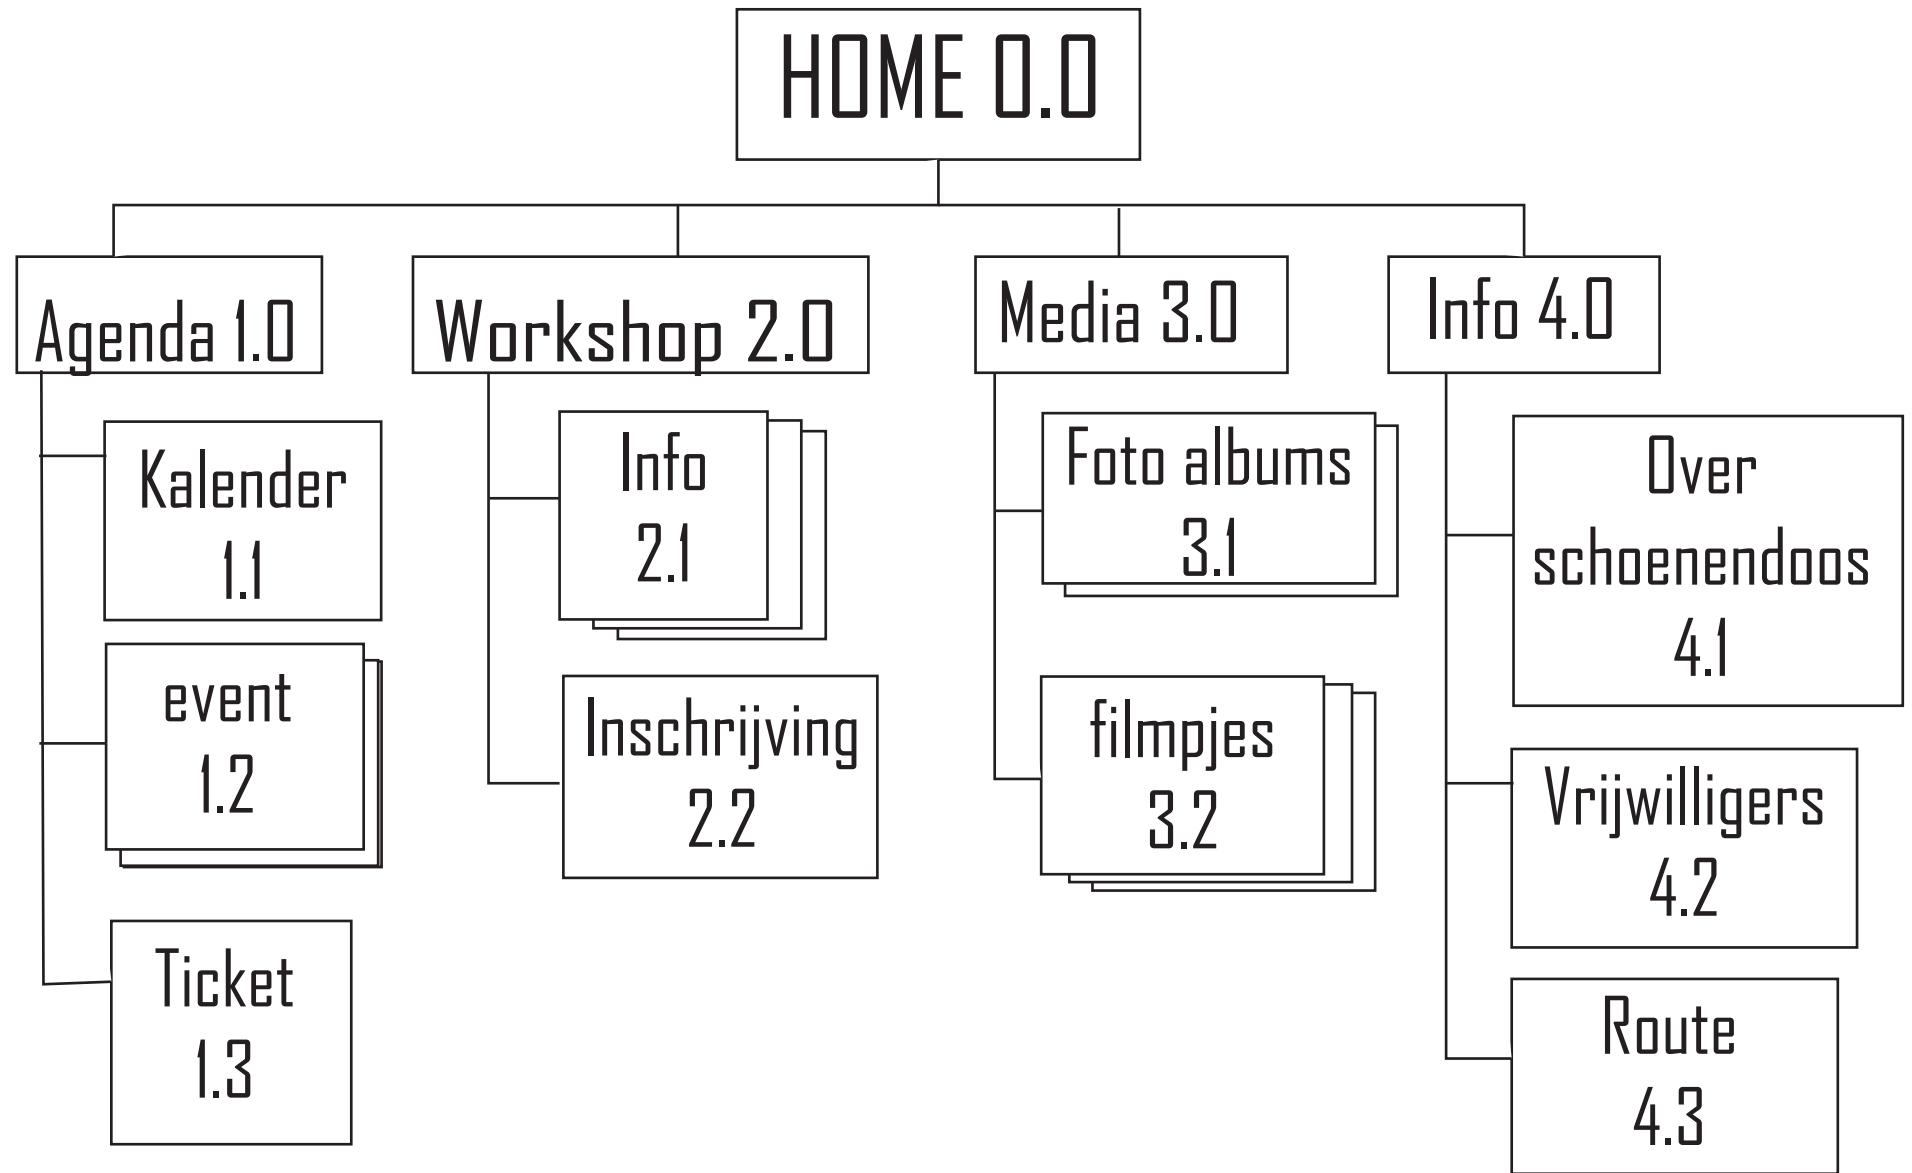 HOME 0.0
Agenda 1.0
Workshop 2.0
Media 3.0
Info 4.0
Kalender
1.1
event
1.2
Ticket
1.3
Info
2.1
Inschrijving
2.2
Foto albums
3.1
filmpjes
3.2
Over
schoenendoos
4.1
Vrijwilligers
4.2
Route
4.3